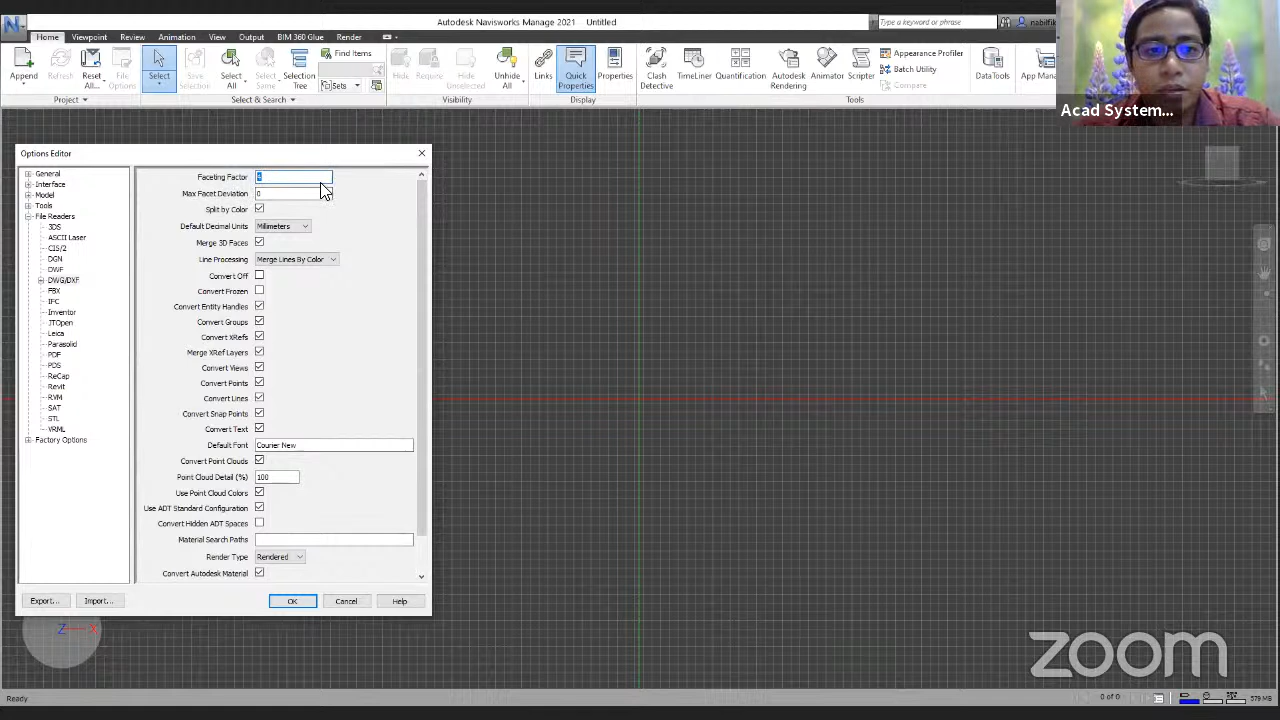 Autodesk Navisworks Manage 2021 Untitled
Type a keyword or phrase
Home Viewpoint Review Animation View Output BIM 360 Glue Render
Append
Refresh
Reset All...
File Options
Select
Save Selection
Select All
Select Same
Selection Tree
Find Items
Sets
Hide
Require
Hide Unselected
Unhide All
Links
Quick Properties
Properties
Clash Detective
TimeLiner
Quantification
Autodesk Rendering
Animator
Scripter
Appearance Profiler
Batch Utility
Compare
DataTools
App Man
Project
Select & Search
Visibility
Display
Tools
Acad System...
Options Editor
General
Interface
Model
Tools
File Readers
3DS
ASCII Laser
CIS/2
DGN
DWF
DWG/DXF
FBX
IFC
Inventor
JTOpen
Leica
Parasolid
PDF
PDS
ReCap
Revit
RVM
SAT
STL
VRML
Factory Options
Faceting Factor
Max Facet Deviation 0
Split by Color
Default Decimal Units Millimeters
Merge 3D Faces
Line Processing Merge Lines By Color
Convert Off
Convert Frozen
Convert Entity Handles
Convert Groups
Convert XRefs
Merge XRef Layers
Convert Views
Convert Points
Convert Lines
Convert Snap Points
Convert Text
Default Font Courier New
Convert Point Clouds
Point Cloud Detail (%) 100
Use Point Cloud Colors
Use ADT Standard Configuration
Convert Hidden ADT Spaces
Material Search Paths
Render Type Rendered
Convert Autodesk Material
Export... Import... OK Cancel Help
Z X
zoom
Ready
0 of 0
579 MB